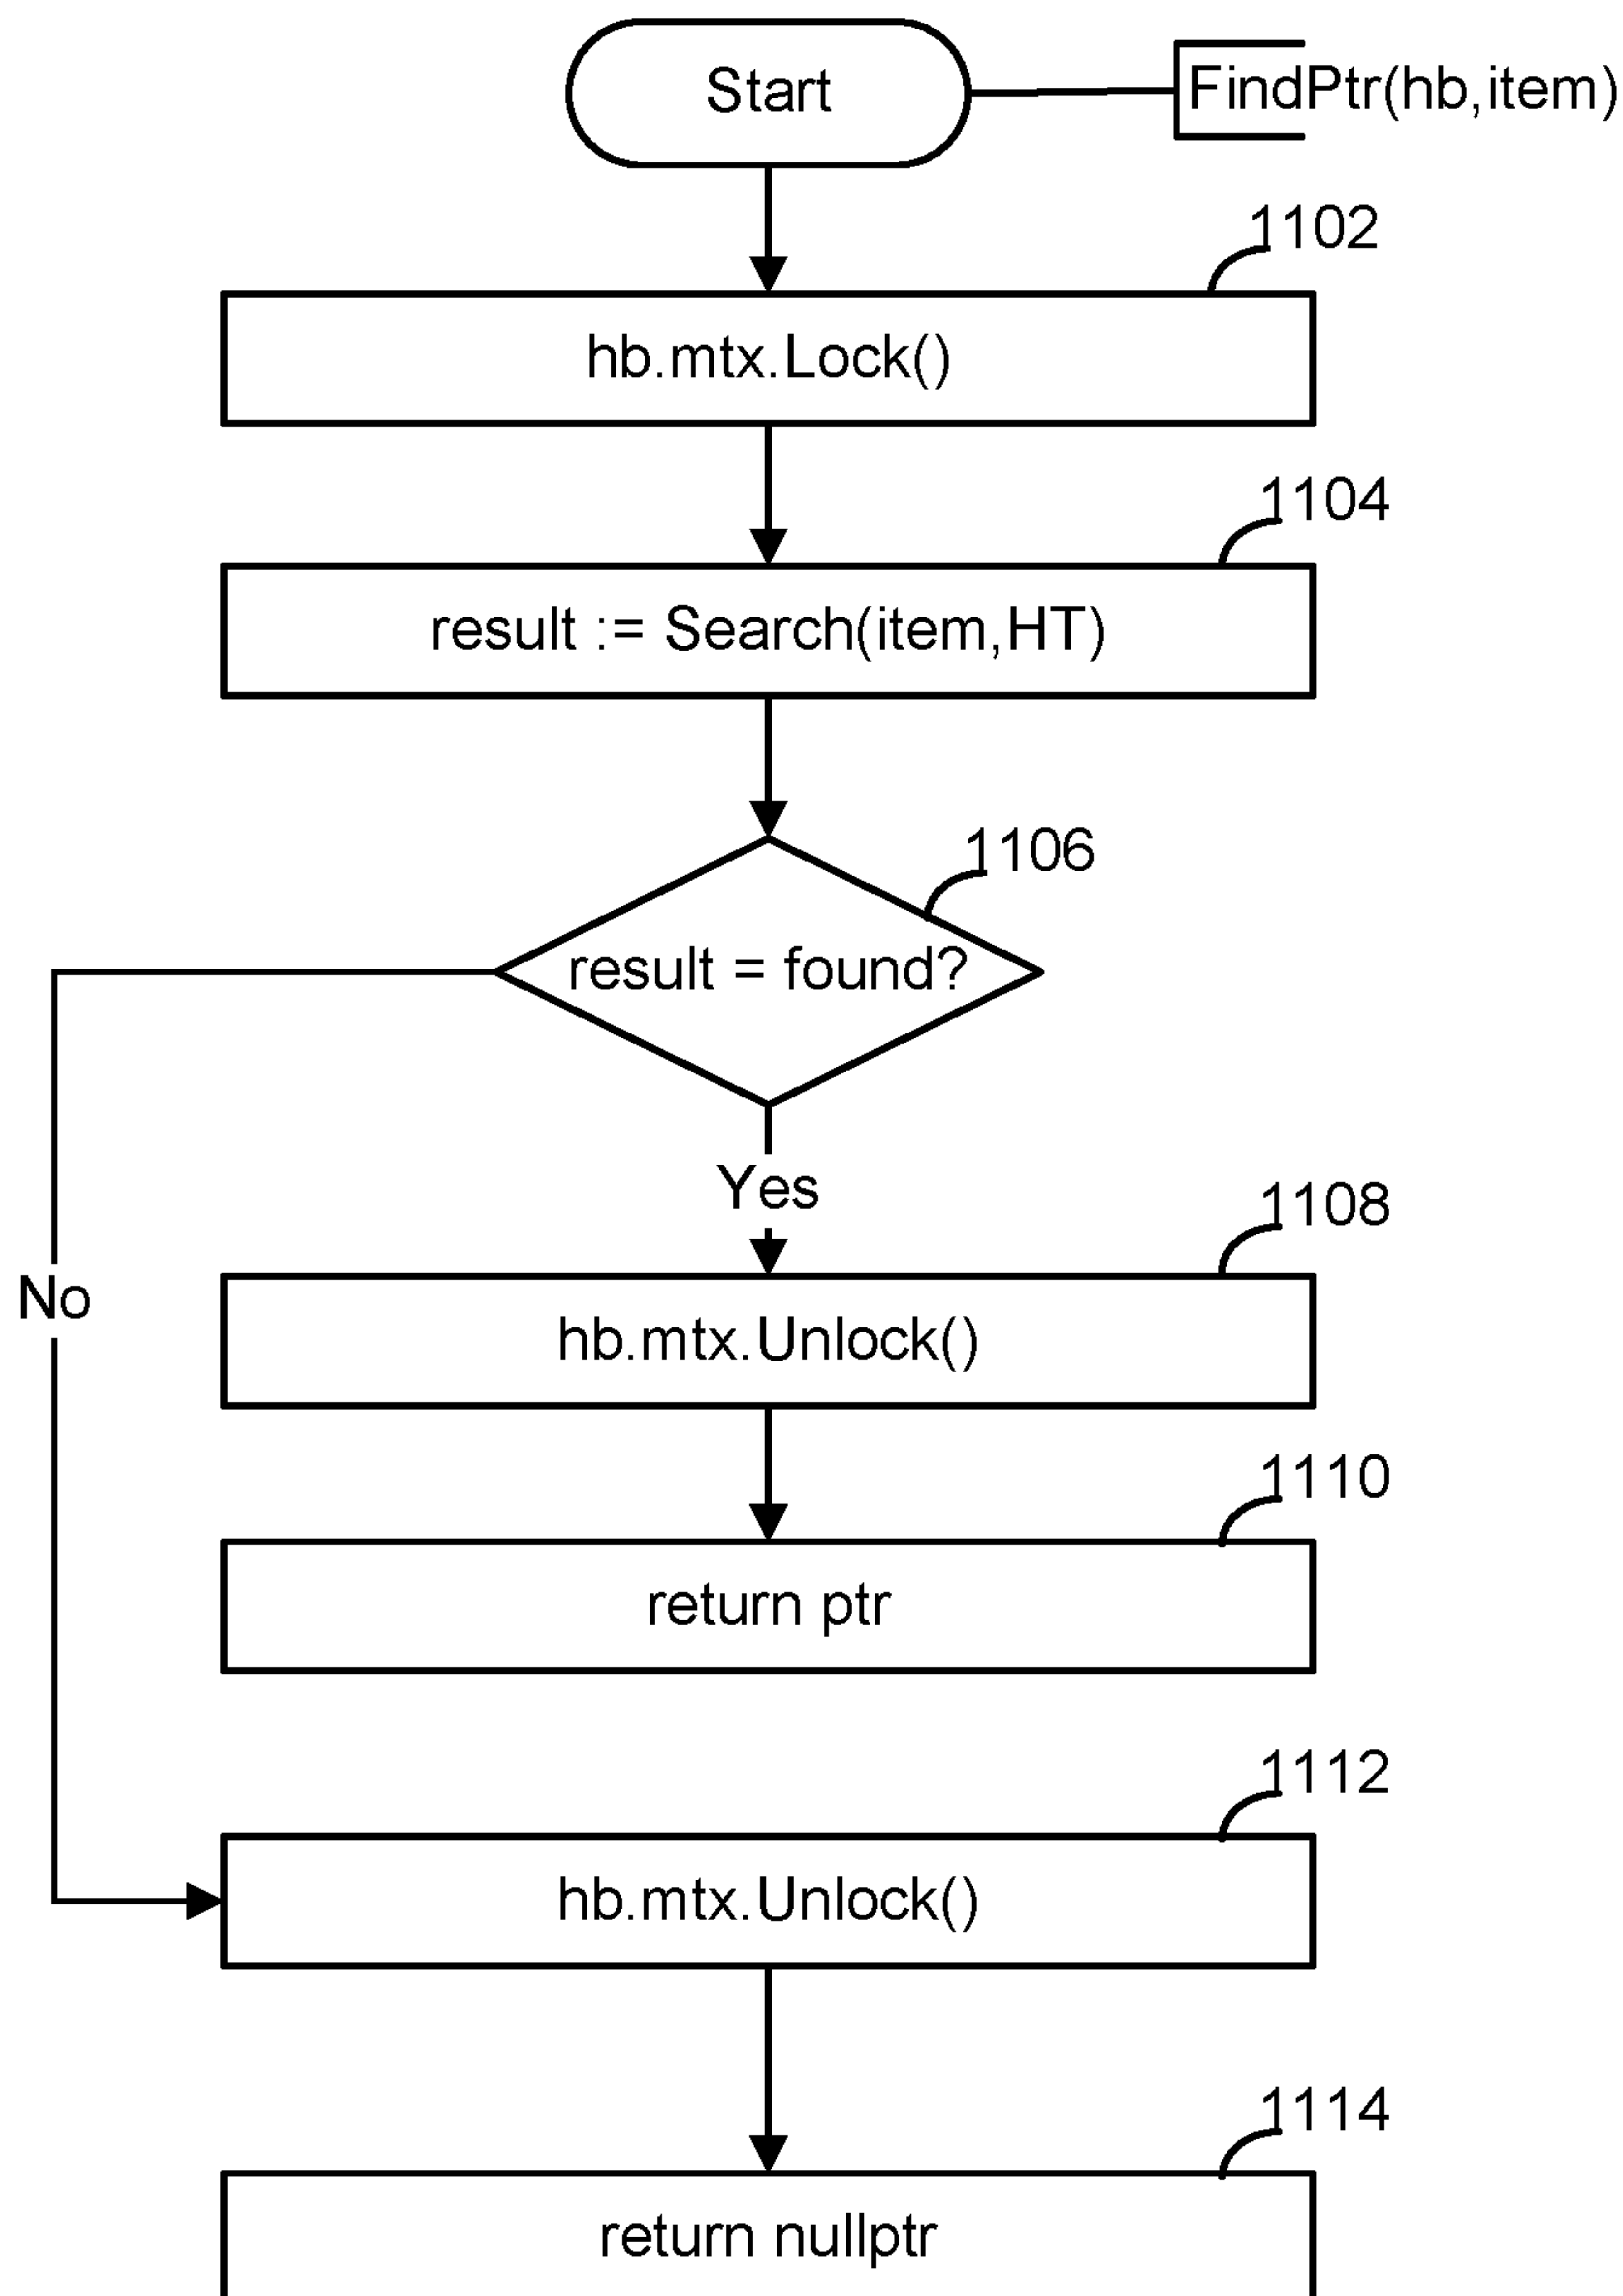 Start
FindPtr(hb,item)
1102
hb.mtx.Lock()
1104
result := Search(item,HT)
1106
result = found?
Yes
1108
No
hb.mtx.Unlock()
1110
return ptr
1112
hb.mtx.Unlock()
1114
return nullptr